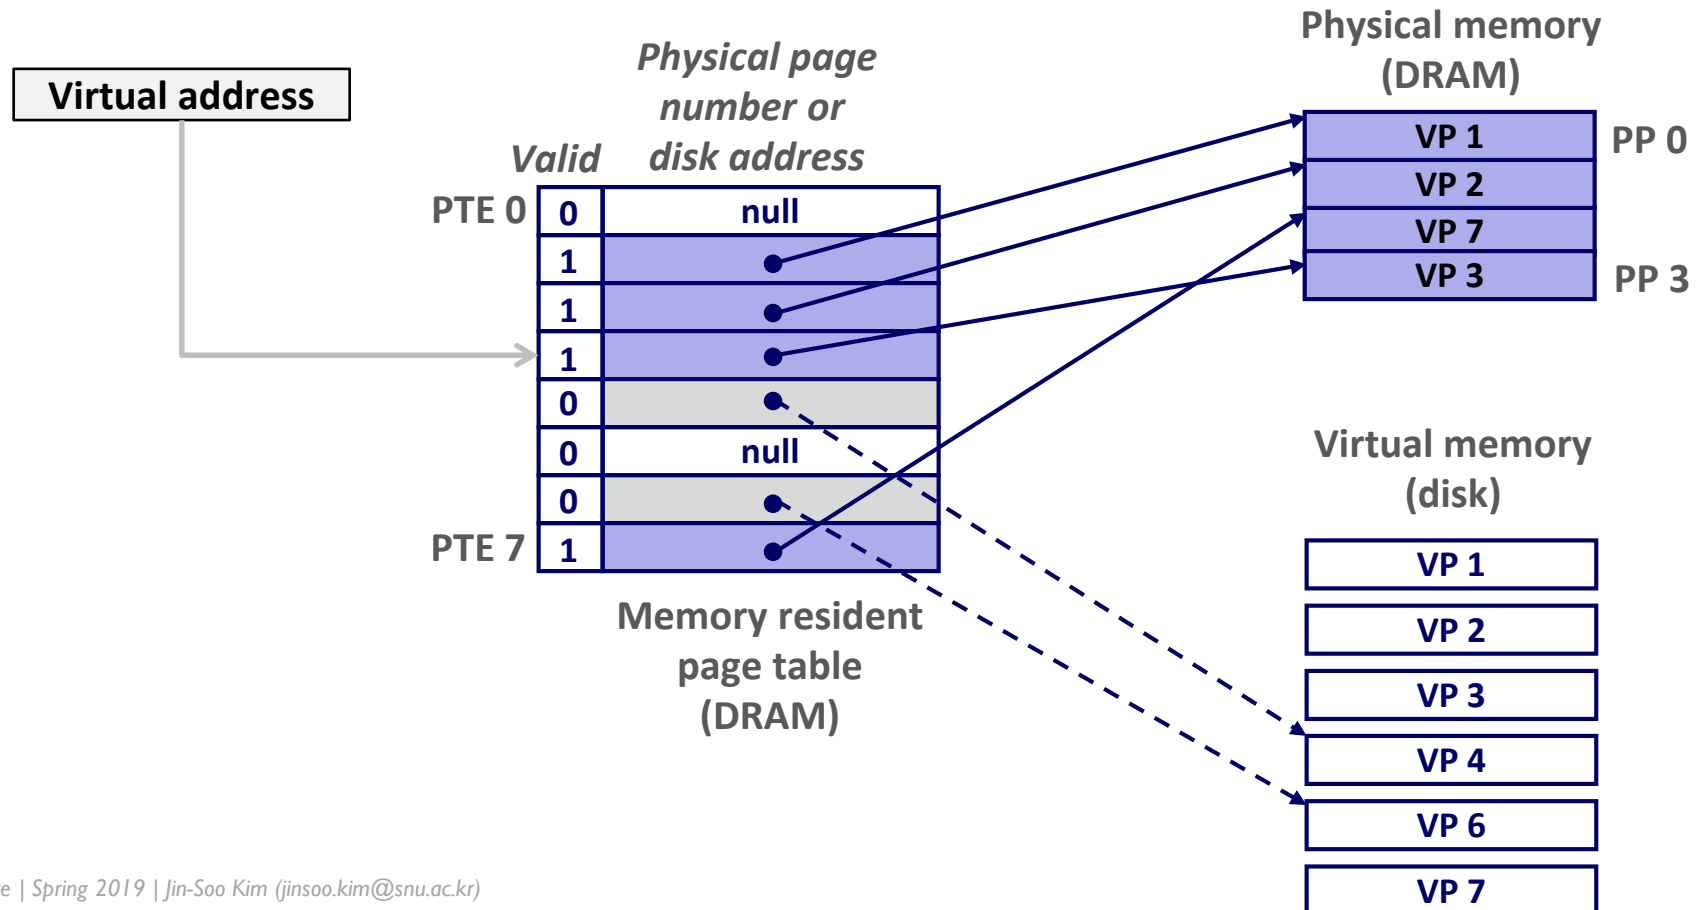 Virtual address
Physical page
number or
disk address
Valid
PTE 0
0
null
1
1
1
0
0
null
0
PTE 7
1
Memory resident
page table
(DRAM)
Physical memory
(DRAM)
VP 1
PP 0
VP 2
VP 7
VP 3
PP 3
Virtual memory
(disk)
VP 1
VP 2
VP 3
VP 4
VP 6
VP 7
e | Spring 2019 | Jin-Soo Kim (jinsoo.kim@snu.ac.kr)